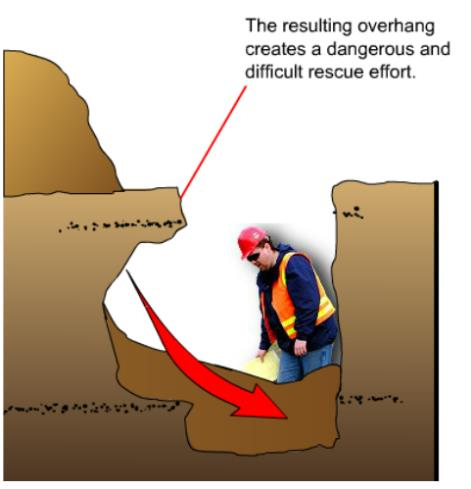 The resulting overhang
creates a dangerous and
difficult rescue effort.